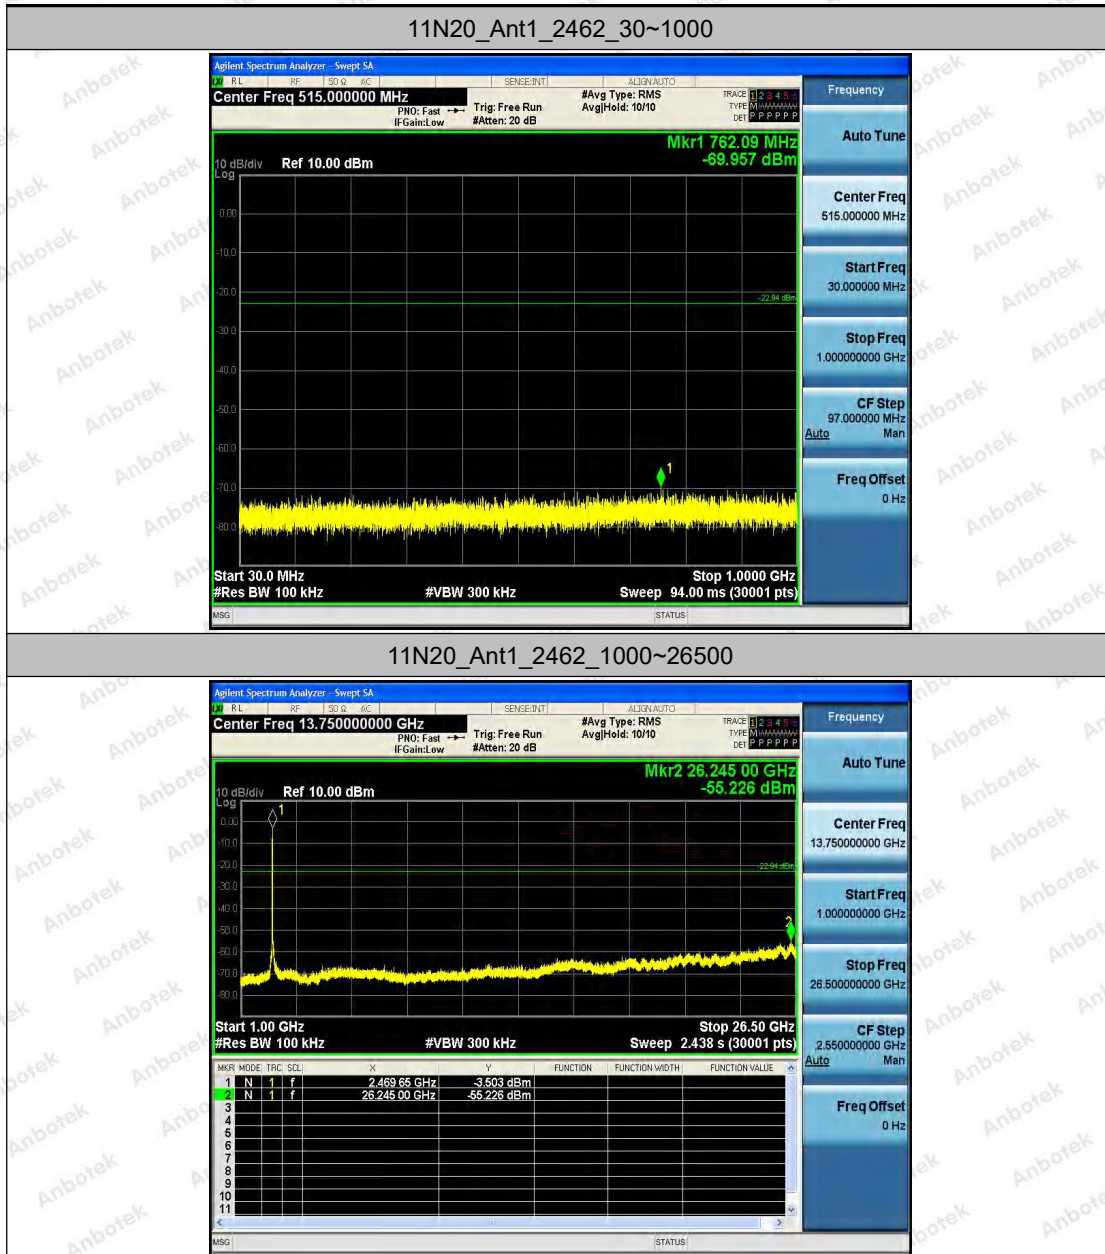 11N20_Ant1_2462_30~1000
Agilent Spectrum Analyzer - Swept SA
RL RF 50 Ω AC SENSE:INT ALIGN AUTO
Center Freq 515.000000 MHz
PNO: Fast
IFGain:Low
Trig: Free Run
#Atten: 20 dB
#Avg Type: RMS
Avg|Hold: 10/10
TRACE 1 2 3 4 5 6
TYPE M
DET P P P P P P
Mkr1 762.09 MHz
-69.957 dBm
10 dB/div Ref 10.00 dBm
Log
0.00
-10.0
-20.0
-22.94 dBm
-30.0
-40.0
-50.0
-60.0
1
-70.0
-80.0
Start 30.0 MHz Stop 1.0000 GHz
#Res BW 100 kHz #VBW 300 kHz Sweep 94.00 ms (30001 pts)
MSG STATUS
Frequency
Auto Tune
Center Freq
515.000000 MHz
Start Freq
30.000000 MHz
Stop Freq
1.000000000 GHz
CF Step
97.000000 MHz
Auto Man
Freq Offset
0 Hz
11N20_Ant1_2462_1000~26500
Agilent Spectrum Analyzer - Swept SA
RL RF 50 Ω AC SENSE:INT ALIGN AUTO
Center Freq 13.750000000 GHz
PNO: Fast
IFGain:Low
Trig: Free Run
#Atten: 20 dB
#Avg Type: RMS
Avg|Hold: 10/10
TRACE 1 2 3 4 5 6
TYPE M
DET P P P P P P
Mkr2 26.245 00 GHz
-55.226 dBm
10 dB/div Ref 10.00 dBm
Log
1
0.00
-10.0
-20.0
-22.94 dBm
-30.0
-40.0
2
-50.0
-60.0
-70.0
-80.0
Start 1.00 GHz Stop 26.50 GHz
#Res BW 100 kHz #VBW 300 kHz Sweep 2.438 s (30001 pts)
MKR MODE TRC SCL X Y FUNCTION FUNCTION WIDTH FUNCTION VALUE
1 N 1 f 2.469 65 GHz -3.503 dBm
2 N 1 f 26.245 00 GHz -55.226 dBm
3
4
5
6
7
8
9
10
11
MSG STATUS
Frequency
Auto Tune
Center Freq
13.750000000 GHz
Start Freq
1.000000000 GHz
Stop Freq
26.500000000 GHz
CF Step
2.550000000 GHz
Auto Man
Freq Offset
0 Hz
Anbotek